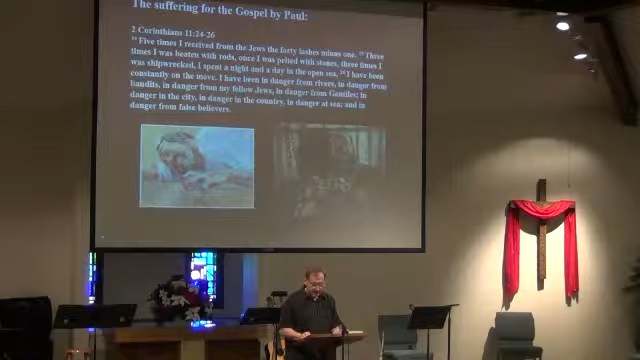 The suffering for the Gospel by Paul:
2 Corinthians 11:24-26
24 Five times I received from the Jews the forty lashes minus one. 25 Three
times I was beaten with rods, once I was pelted with stones, three times I
was shipwrecked, I spent a night and a day in the open sea, 26 I have been
constantly on the move. I have been in danger from rivers, in danger from
bandits, in danger from my fellow Jews, in danger from Gentiles; in
danger in the city, in danger in the country, in danger at sea; and in
danger from false believers.